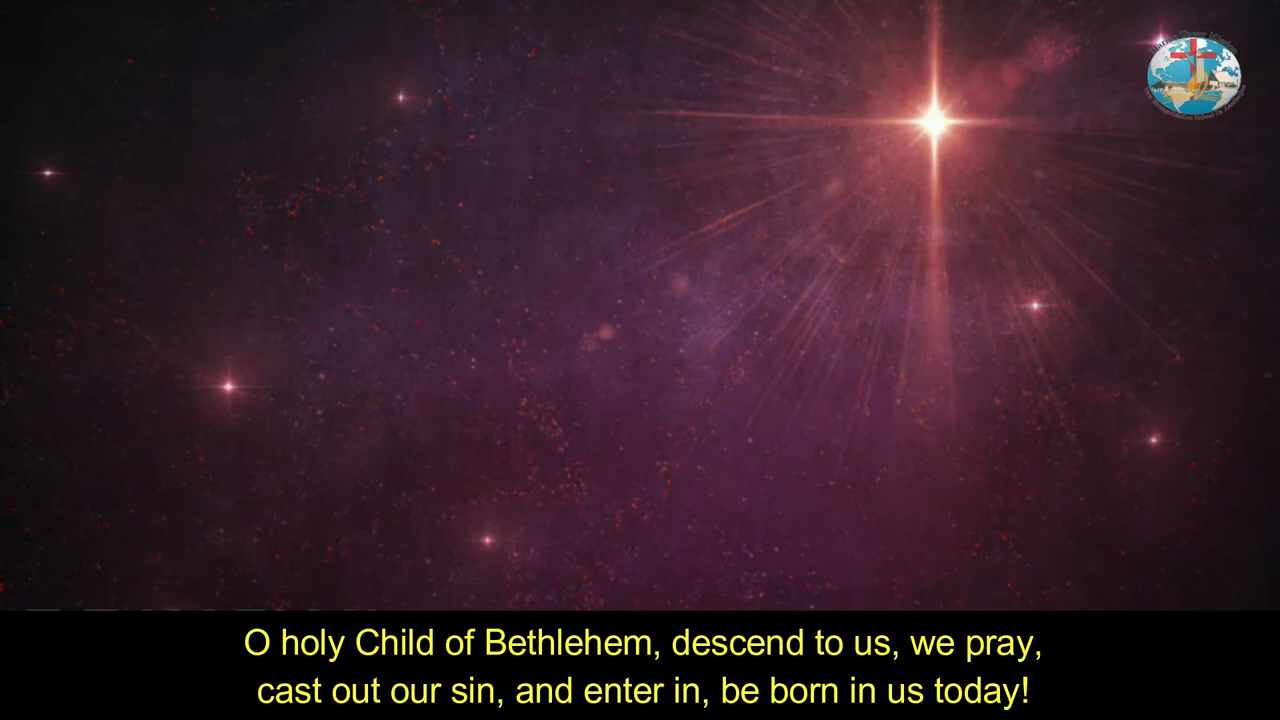 O holy Child of Bethlehem, descend to us, we pray,
cast out our sin, and enter in, be born in us today!